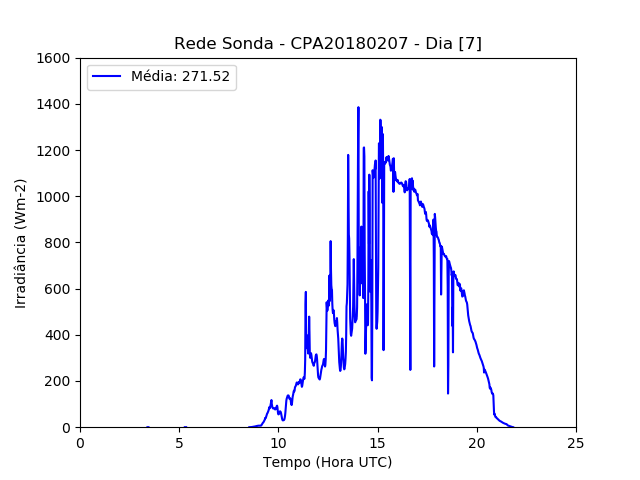 Rede Sonda - CPA20180207 - Dia [7]
Média: 271.52
Irradiância (Wm-2)
1600
1400
1200
1000
800
600
400
200
0
0 5 10 15 20 25
Tempo (Hora UTC)